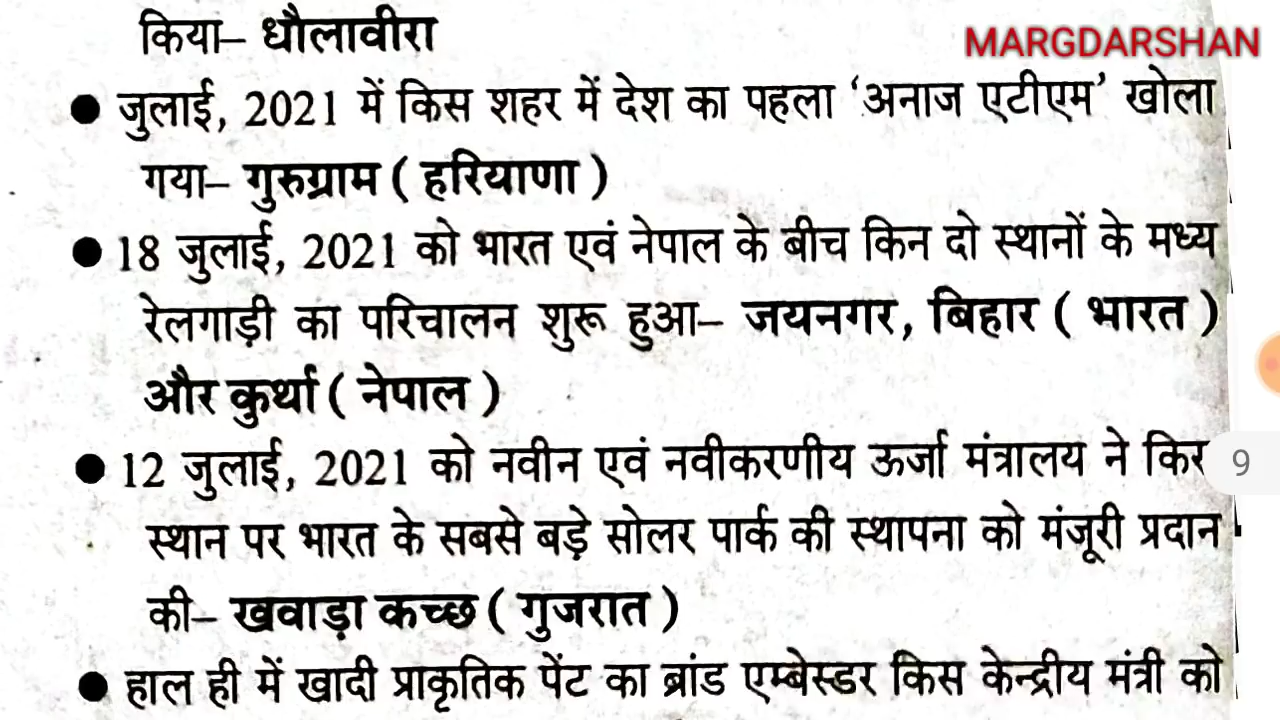 किया– धौलावीरा
MARGDARSHAN
● जुलाई, 2021 में किस शहर में देश का पहला ‘अनाज एटीएम’ खोला
गया– गुरुग्राम ( हरियाणा )
● 18 जुलाई, 2021 को भारत एवं नेपाल के बीच किन दो स्थानों के मध्य
रेलगाड़ी का परिचालन शुरू हुआ– जयनगर, बिहार ( भारत )
और कुर्था ( नेपाल )
● 12 जुलाई, 2021 को नवीन एवं नवीकरणीय ऊर्जा मंत्रालय ने
9
स्थान पर भारत के सबसे बड़े सोलर पार्क की स्थापना को मंजूरी प्रदान
की– खवाड़ा कच्छ ( गुजरात )
● हाल ही में खादी प्राकृतिक पेंट का ब्रांड एम्बेस्डर किस केन्द्रीय मंत्री को